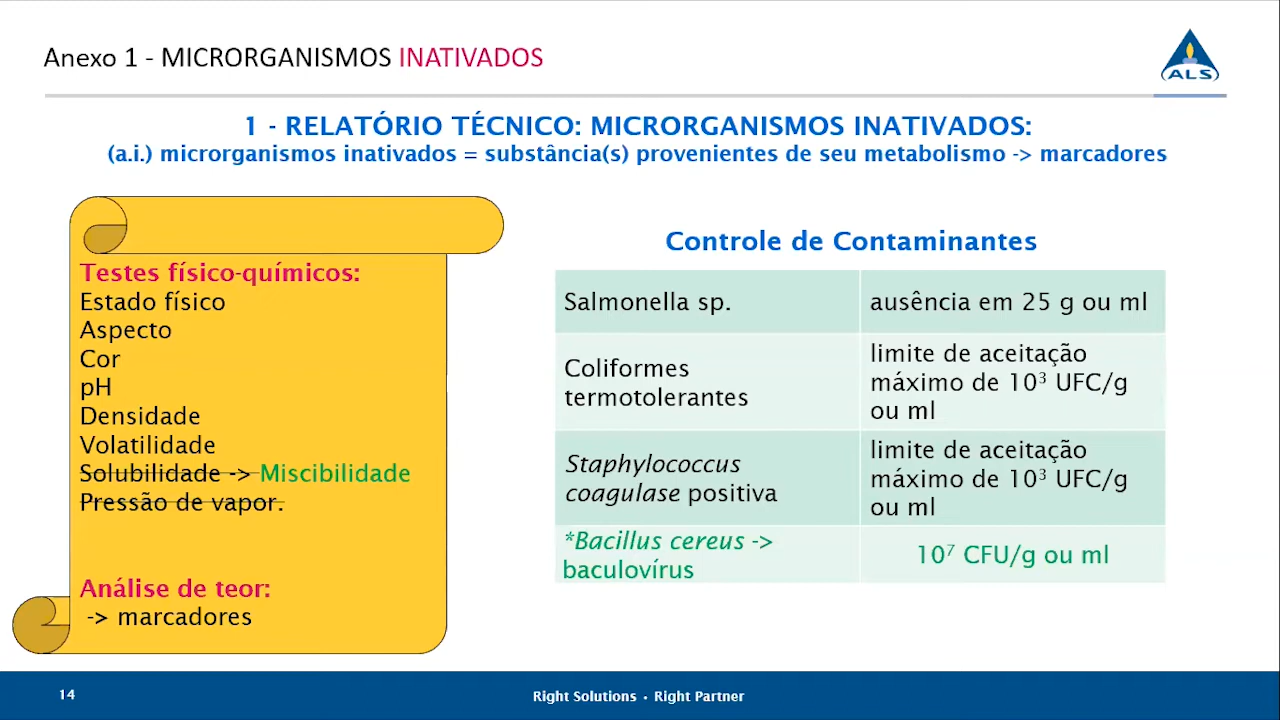 Anexo 1 - MICRORGANISMOS INATIVADOS
ALS
1 - RELATÓRIO TÉCNICO: MICRORGANISMOS INATIVADOS:
(a.i.) microrganismos inativados = substância(s) provenientes de seu metabolismo -> marcadores
Testes físico-químicos:
Estado físico
Aspecto
Cor
pH
Densidade
Volatilidade
Solubilidade -> Miscibilidade
Pressão de vapor.
Análise de teor:
-> marcadores
Controle de Contaminantes
Salmonella sp.
ausência em 25 g ou ml
Coliformes
termotolerantes
limite de aceitação
máximo de 10³ UFC/g
ou ml
Staphylococcus
coagulase positiva
limite de aceitação
máximo de 10³ UFC/g
ou ml
*Bacillus cereus ->
baculovírus
10⁷ CFU/g ou ml
14
Right Solutions • Right Partner